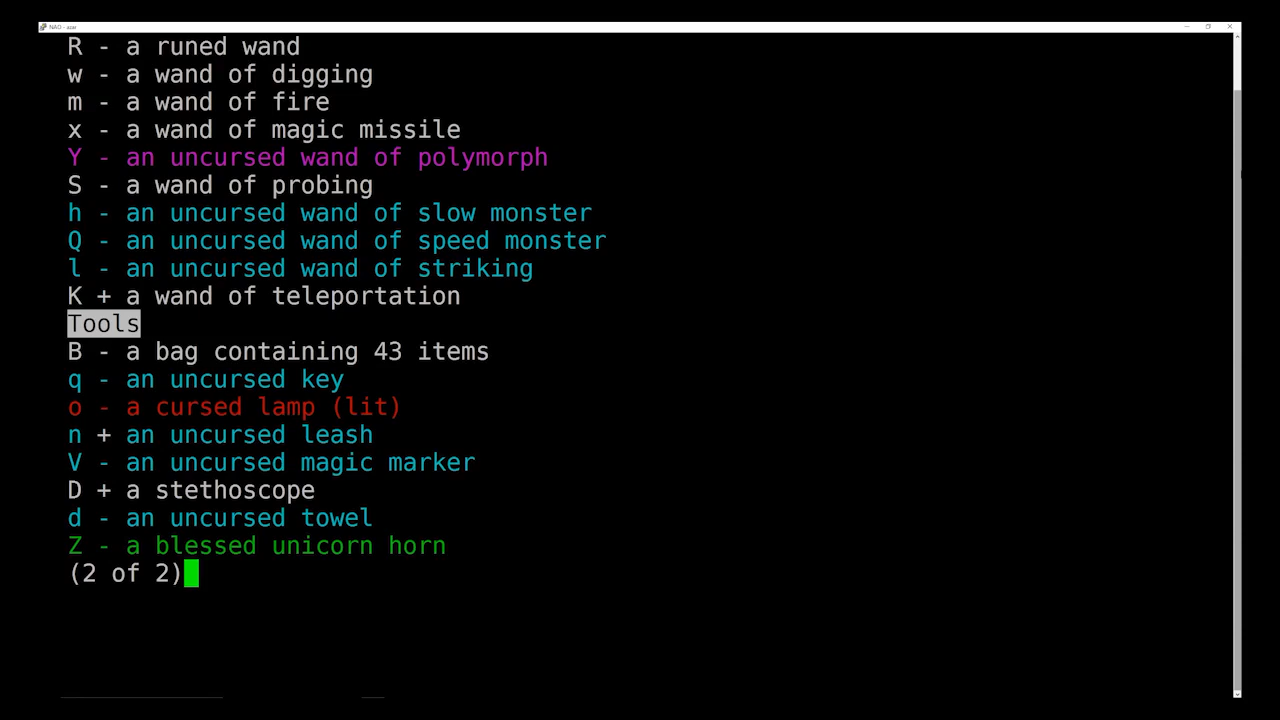 NAO - azer
R - a runed wand
w - a wand of digging
m - a wand of fire
x - a wand of magic missile
Y - an uncursed wand of polymorph
S - a wand of probing
h - an uncursed wand of slow monster
Q - an uncursed wand of speed monster
l - an uncursed wand of striking
K + a wand of teleportation
Tools
B - a bag containing 43 items
q - an uncursed key
o - a cursed lamp (lit)
n + an uncursed leash
V - an uncursed magic marker
D + a stethoscope
d - an uncursed towel
Z - a blessed unicorn horn
(2 of 2)